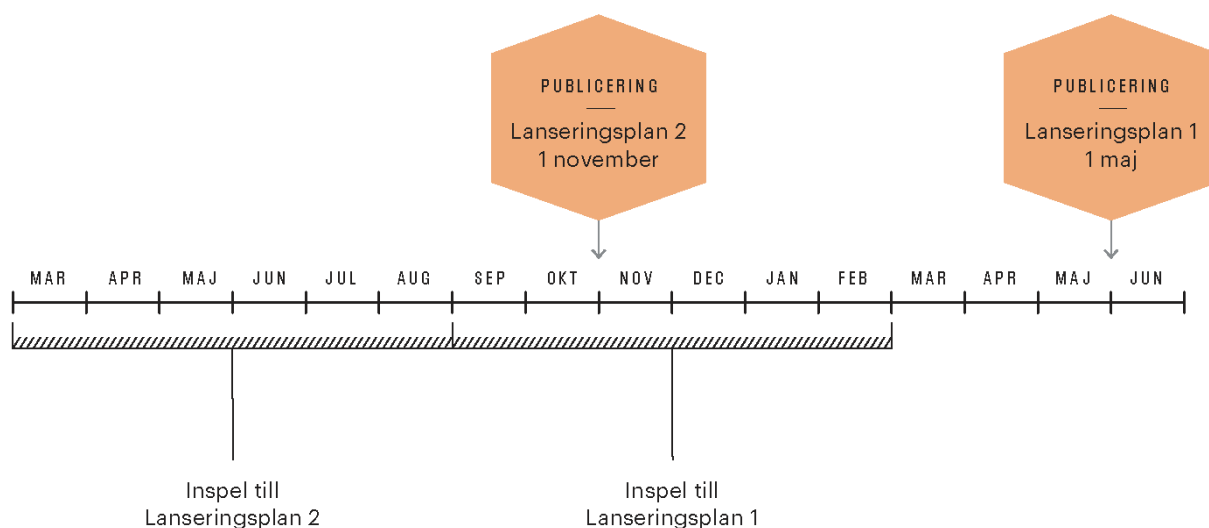 PUBLICERING
Lanseringsplan 2
1 november
PUBLICERING
Lanseringsplan 1
1 maj
MAR APR MAJ JUN JUL AUG SEP OKT NOV DEC JAN FEB MAR APR MAJ JUN
Inspel till
Lanseringsplan 2
Inspel till
Lanseringsplan 1